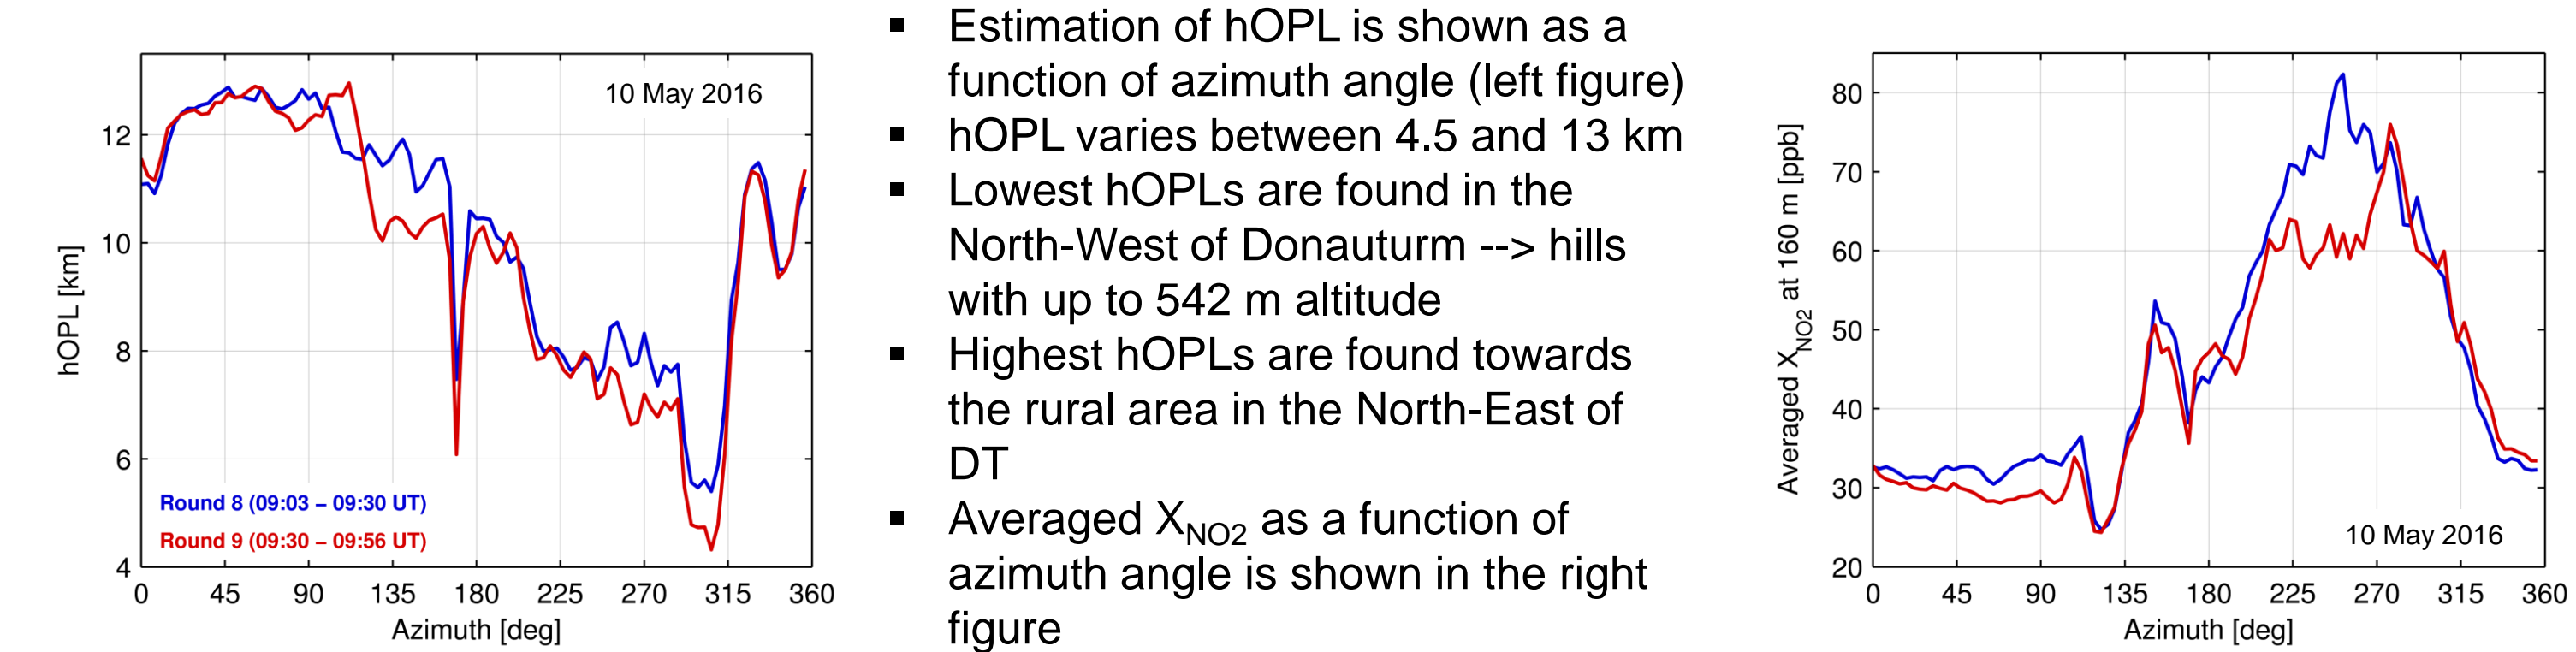 10 May 2016
hOPL [km]
12
10
8
6
4
Round 8 (09:03 – 09:30 UT)
Round 9 (09:30 – 09:56 UT)
0 45 90 135 180 225 270 315 360
Azimuth [deg]
▪ Estimation of hOPL is shown as a
function of azimuth angle (left figure)
▪ hOPL varies between 4.5 and 13 km
▪ Lowest hOPLs are found in the
North-West of Donauturm --> hills
with up to 542 m altitude
▪ Highest hOPLs are found towards
the rural area in the North-East of
DT
▪ Averaged X_NO2 as a function of
azimuth angle is shown in the right
figure
Averaged X_NO2 at 160 m [ppb]
80
70
60
50
40
30
20
10 May 2016
0 45 90 135 180 225 270 315 360
Azimuth [deg]